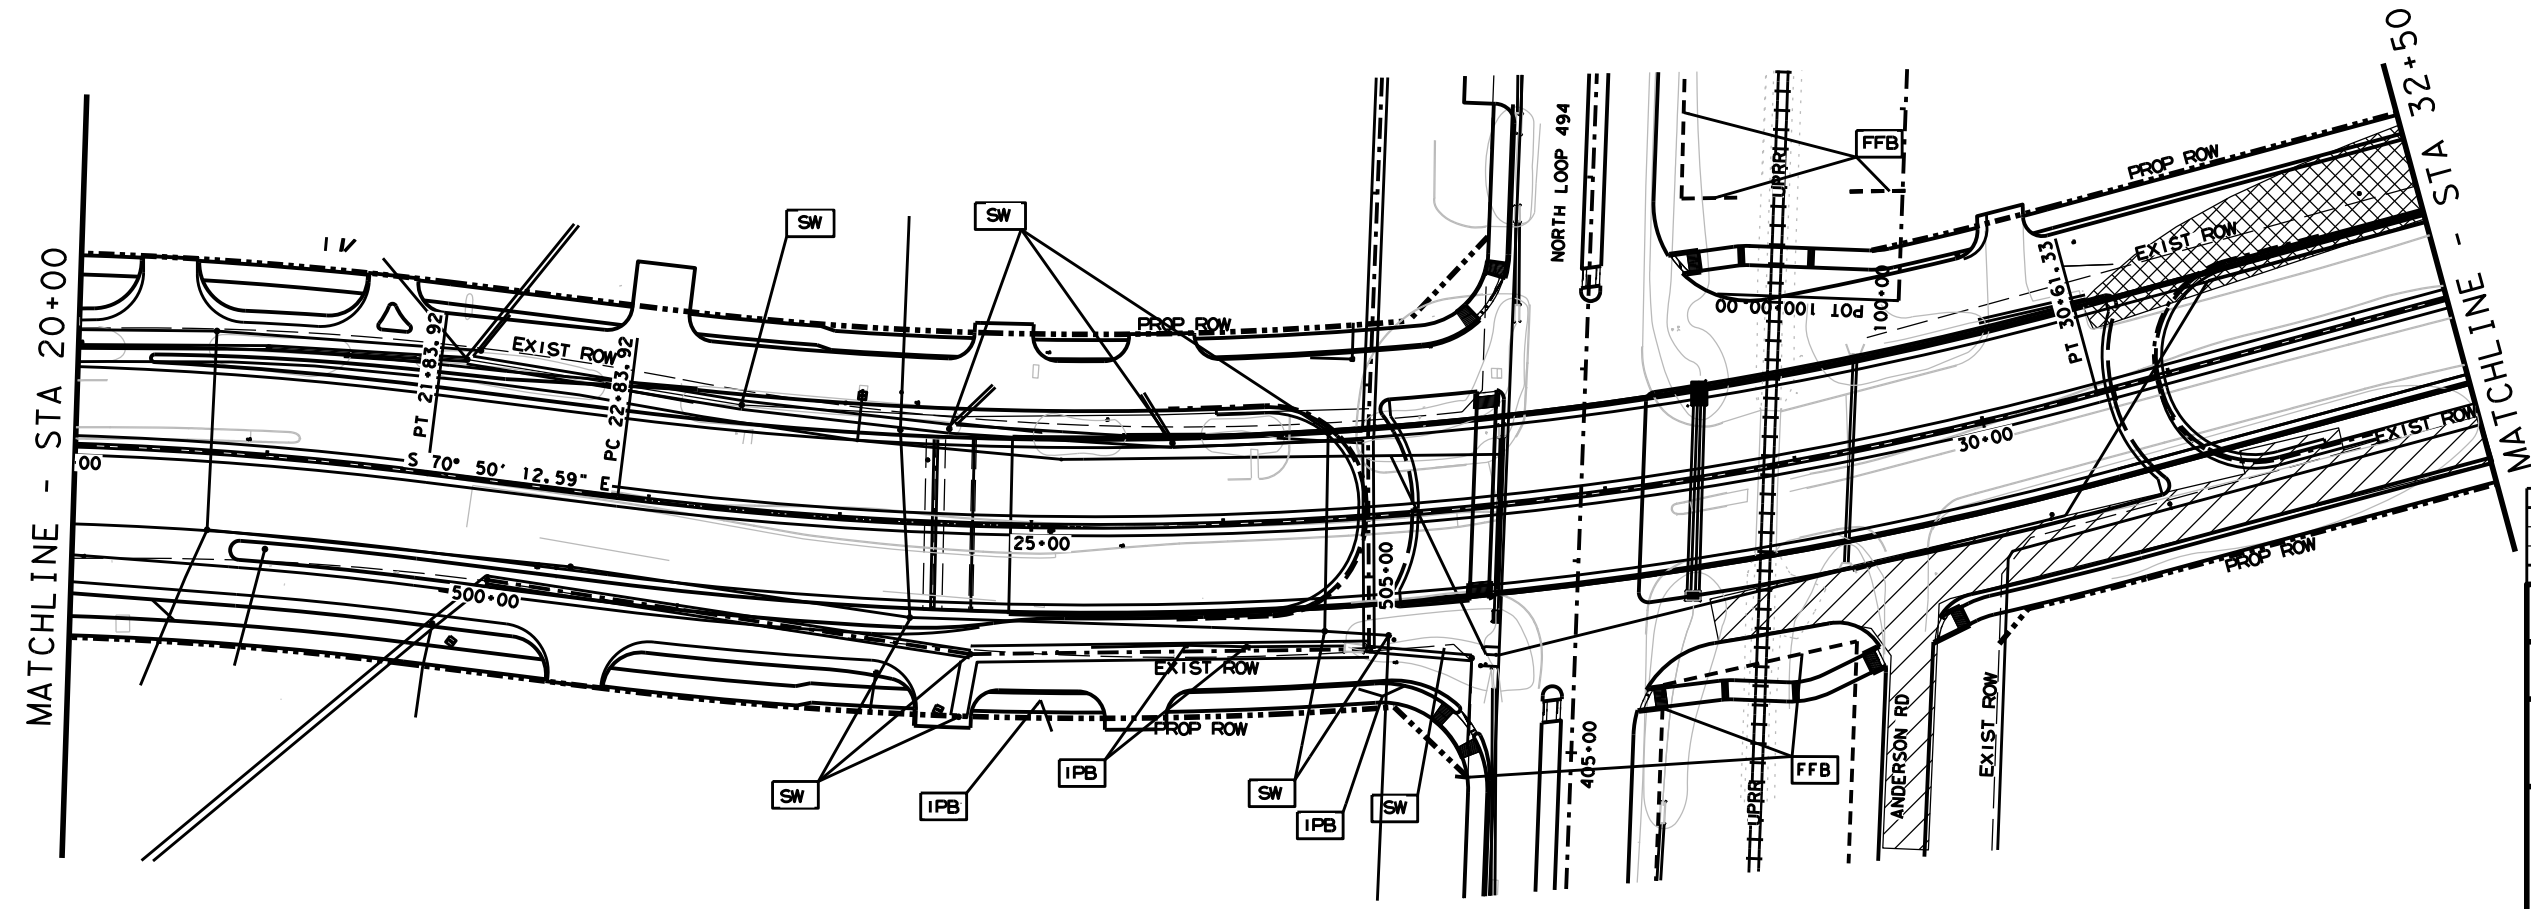 MATCHLINE - STA 20+00
MATCHLINE - STA 32+50
SW
SW
NORTH LOOP 494
UPRR
FFB
PROP ROW
EXIST ROW
PROP ROW
EXIST ROW
PT 21+83.92
PC 22+83.92
POT 100+00.00
100+00
PT 30+61.33
EXIST ROW
30+00
00
S 70° 50' 12.59" E
25+00
505+00
500+00
PROP ROW
EXIST ROW
PROP ROW
EXIST ROW
ANDERSON RD
405+00
UPRR
FFB
SW
IPB
IPB
SW
IPB
SW